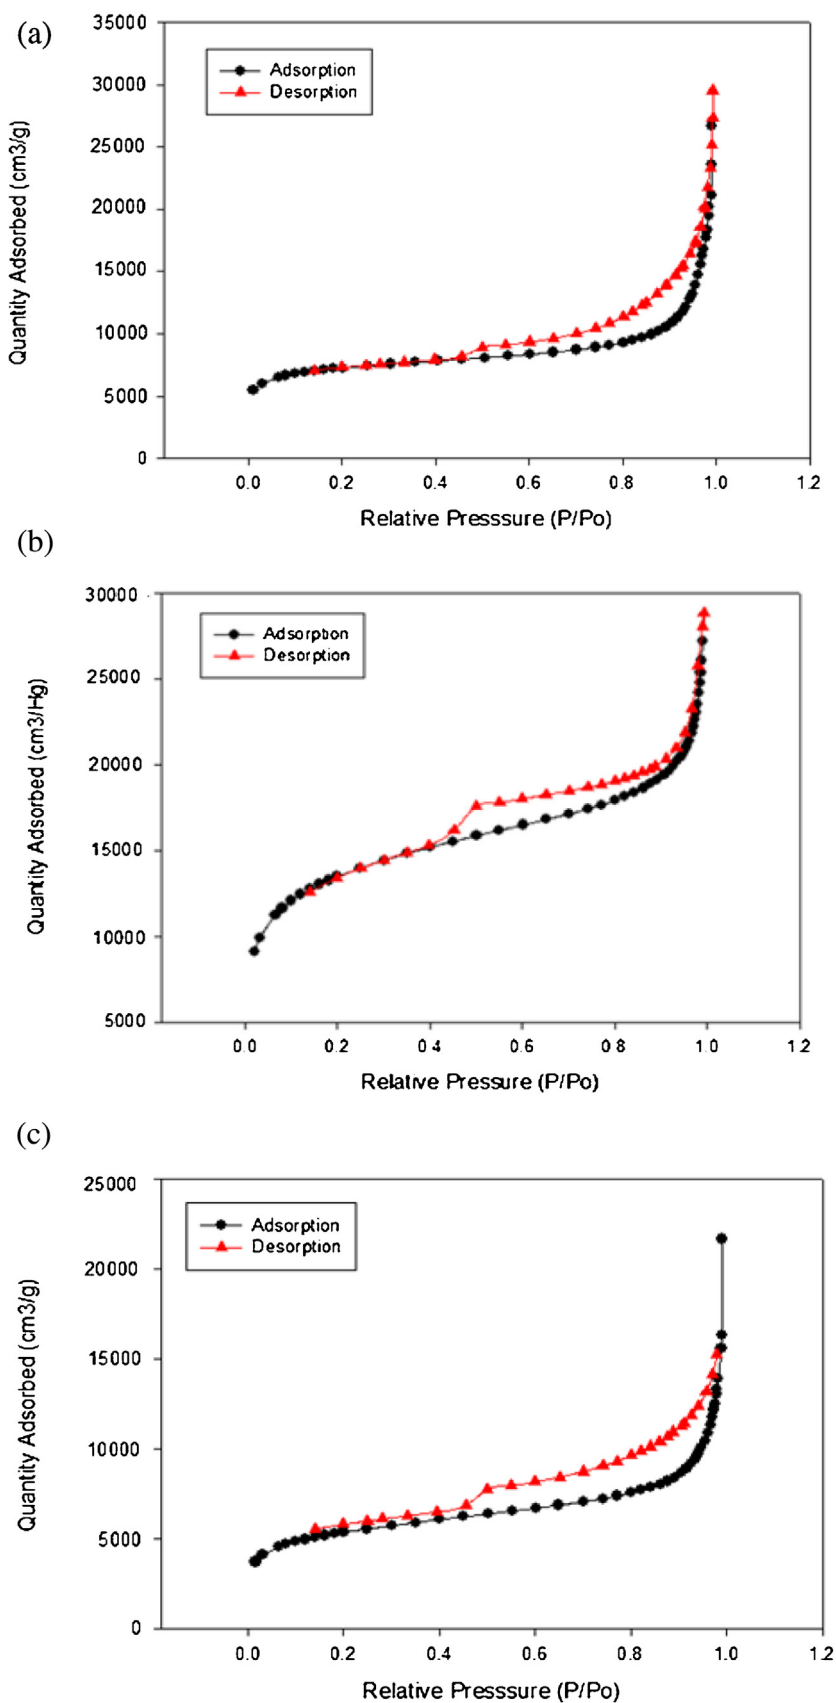 (a)
35000
Adsorption
Desorption
30000
25000
20000
15000
10000
5000
0
Quantity Adsorbed (cm3/g)
0.0 0.2 0.4 0.6 0.8 1.0 1.2
Relative Presssure (P/Po)
(b)
30000
Adsorption
Desorption
25000
20000
15000
10000
5000
Quantity Adsorbed (cm3/Hg)
0.0 0.2 0.4 0.6 0.8 1.0 1.2
Relative Pressure (P/Po)
(c)
25000
Adsorption
Desorption
20000
15000
10000
5000
0
Quantity Adsorbed (cm3/g)
0.0 0.2 0.4 0.6 0.8 1.0 1.2
Relative Presssure (P/Po)